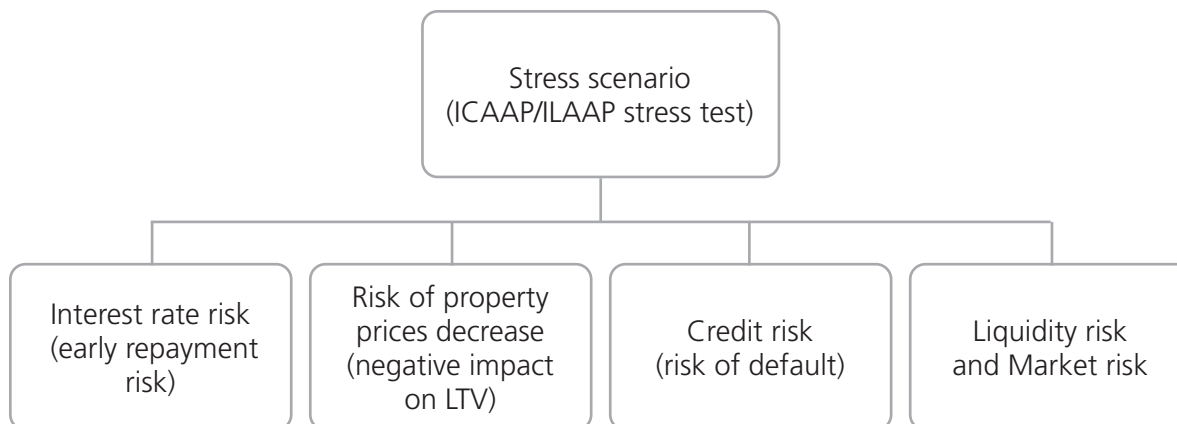 Stress scenario
(ICAAP/ILAAP stress test)
Interest rate risk
(early repayment
risk)
Risk of property
prices decrease
(negative impact
on LTV)
Credit risk
(risk of default)
Liquidity risk
and Market risk